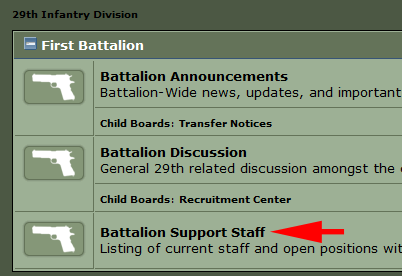 29th Infantry Division
First Battalion
Battalion Announcements
Battalion-Wide news, updates, and important
Child Boards: Transfer Notices
Battalion Discussion
General 29th related discussion amongst the
Child Boards: Recruitment Center
Battalion Support Staff
Listing of current staff and open positions